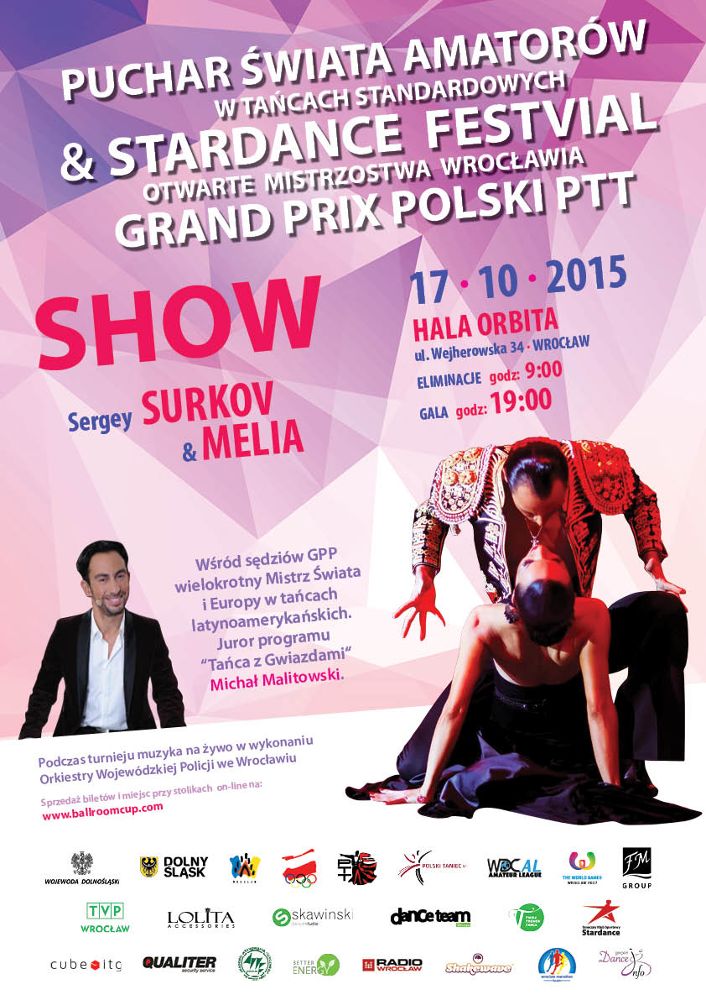 PUCHAR ŚWIATA AMATORÓW
W TAŃCACH STANDARDOWYCH
& STARDANCE FESTVIAL
OTWARTE MISTRZOSTWA WROCŁAWIA
GRAND PRIX POLSKI PTT
SHOW
Sergey SURKOV
& MELIA
17 · 10 · 2015
HALA ORBITA
ul. Wejherowska 34 · WROCŁAW
ELIMINACJE godz: 9:00
GALA godz: 19:00
Wśród sędziów GPP
wielokrotny Mistrz Świata
i Europy w tańcach
latynoamerykańskich.
Juror programu
“Tańca z Gwiazdami“
Michał Malitowski.
Podczas turnieju muzyka na żywo w wykonaniu
Orkiestry Wojewódzkiej Policji we Wrocławiu
Sprzedaż biletów i miejsc przy stolikach on-line na:
www.ballroomcup.com
WOJEWODA DOLNOŚLĄSKI
DOLNY
ŚLĄSK
POLSKI TANIEC
WDC AL
AMATEUR LEAGUE
THE WORLD GAMES
WROCLAW 2017
FM
GROUP
TVP
WROCŁAW
LOLITA
ACCESSORIES
skawinski
dance team
Stardance
cube itg
QUALITER
security service
BETTER
ENERGY
RADIO
WROCŁAW
Shakewave
Dance
nfo